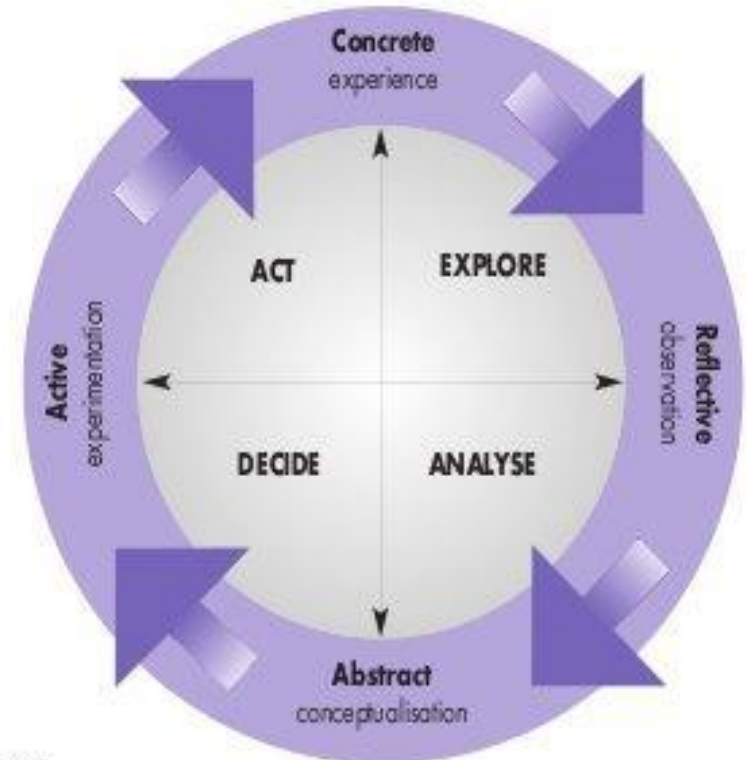 Concrete
experience
ACT
EXPLORE
Active
experimentation
Reflective
observation
DECIDE
ANALYSE
Abstract
conceptualisation